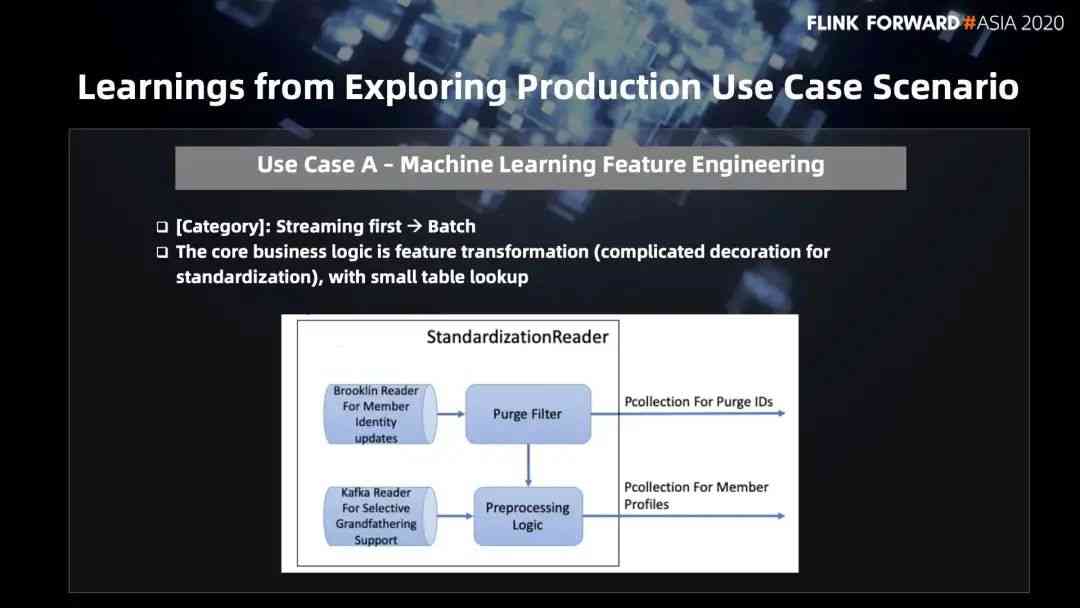 FLINK FORWARD #ASIA 2020
Learnings from Exploring Production Use Case Scenario
Use Case A – Machine Learning Feature Engineering
[Category]: Streaming first → Batch
The core business logic is feature transformation (complicated decoration for
standardization), with small table lookup
StandardizationReader
Brooklin Reader
For Member
Identity
updates
Purge Filter
Pcollection For Purge IDs
Kafka Reader
For Selective
Grandfathering
Support
Preprocessing
Logic
Pcollection For Member
Profiles